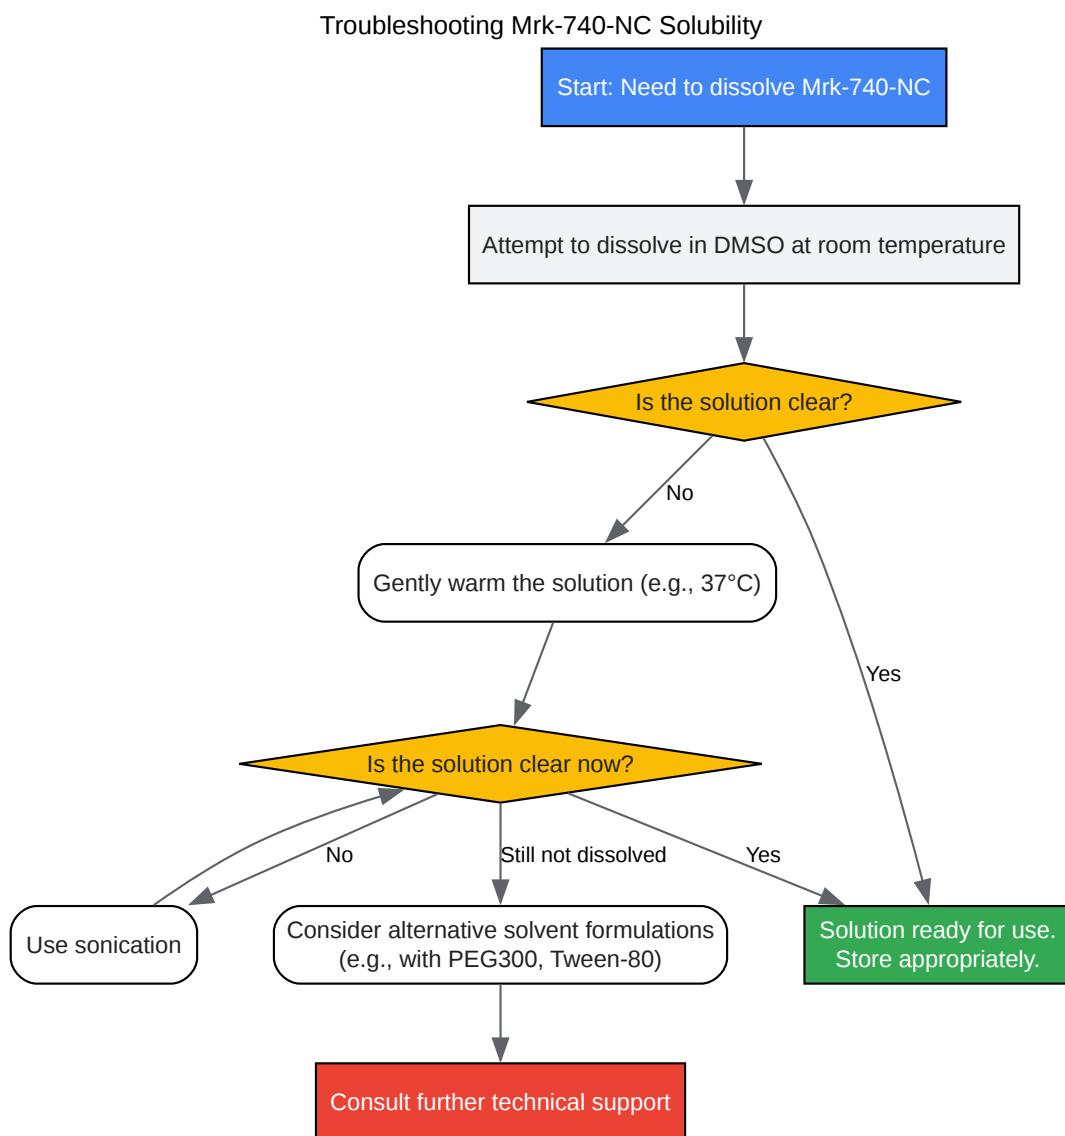 Troubleshooting Mrk-740-NC Solubility
Start: Need to dissolve Mrk-740-NC
Attempt to dissolve in DMSO at room temperature
Is the solution clear?
No
Gently warm the solution (e.g., 37°C)
Yes
Is the solution clear now?
No
Still not dissolved
Yes
Use sonication
Consider alternative solvent formulations
(e.g., with PEG300, Tween-80)
Solution ready for use.
Store appropriately.
Consult further technical support